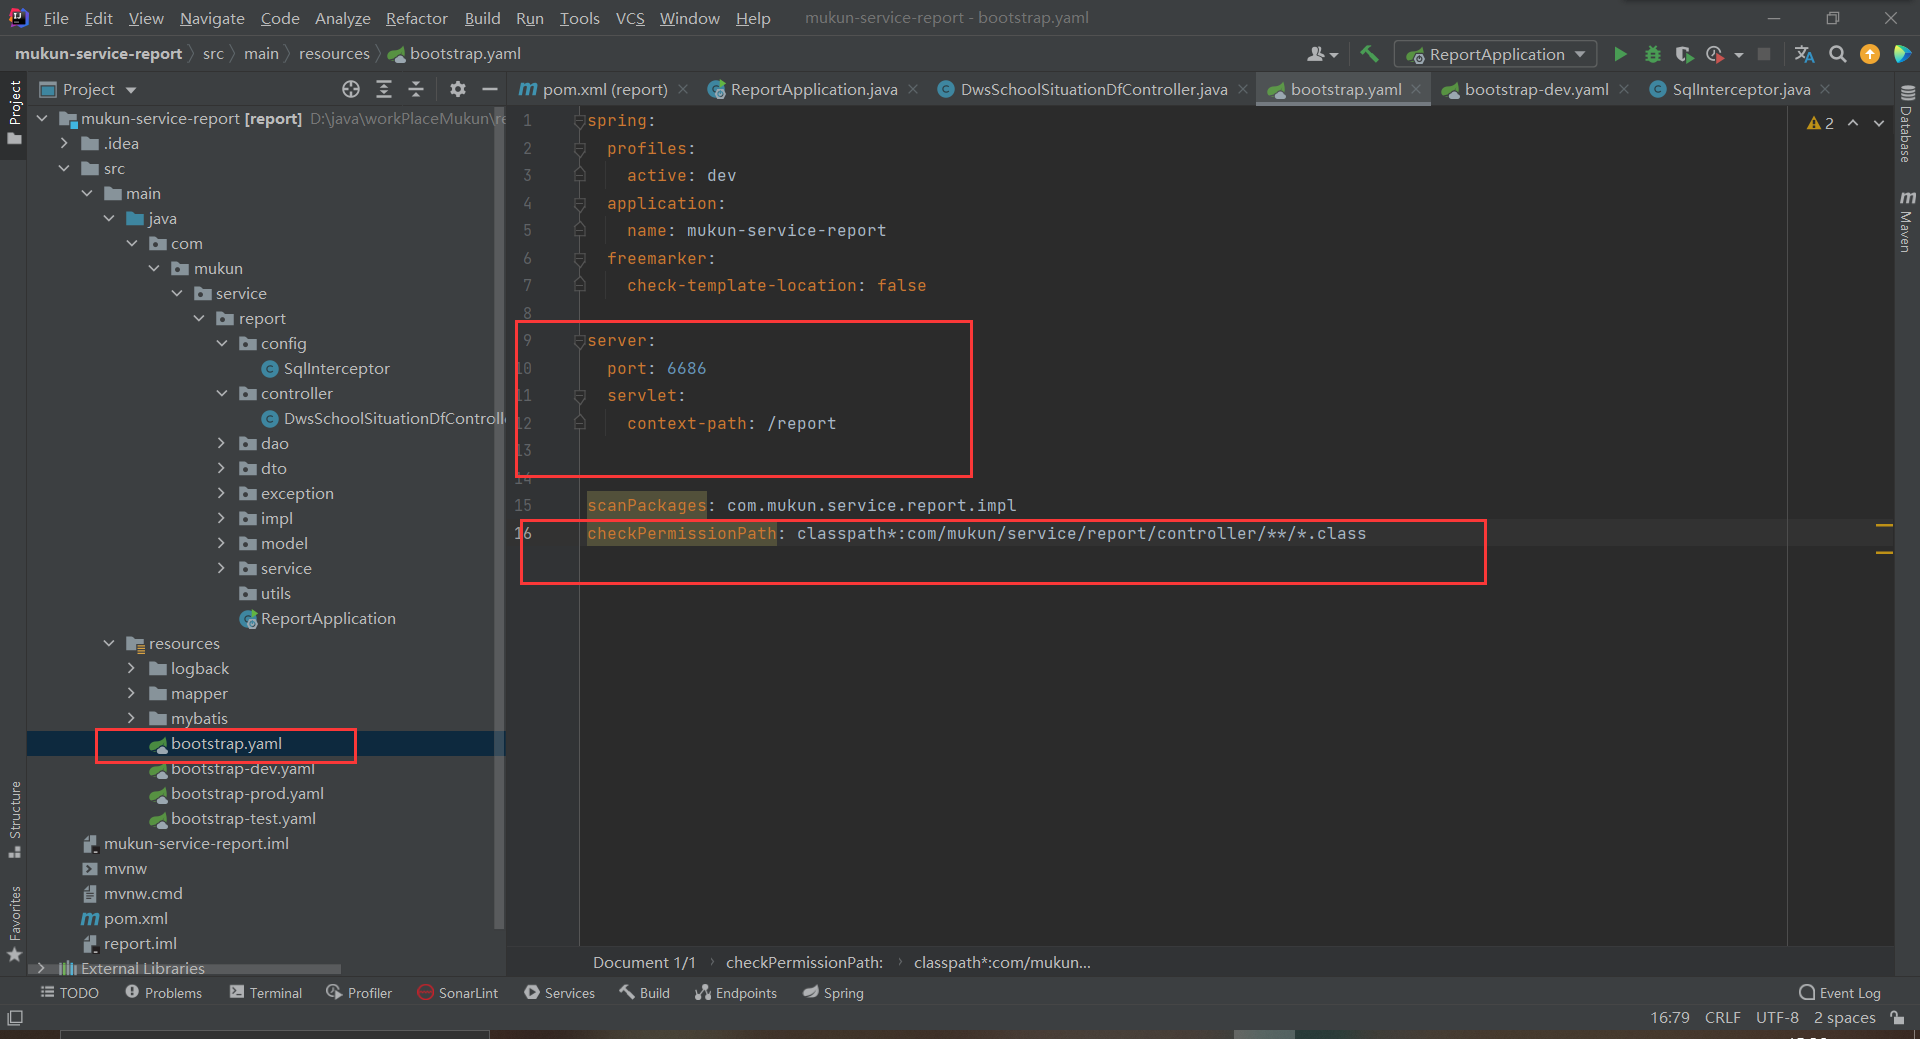 File Edit View Navigate Code Analyze Refactor Build Run Tools VCS Window Help mukun-service-report - bootstrap.yaml
mukun-service-report src main resources bootstrap.yaml
ReportApplication
Project
pom.xml (report) ReportApplication.java DwsSchoolSituationDfController.java bootstrap.yaml bootstrap-dev.yaml SqlInterceptor.java
Project
Structure
Favorites
mukun-service-report [report] D:\java\workPlaceMukun\re
.idea
src
main
java
com
mukun
service
report
config
SqlInterceptor
controller
DwsSchoolSituationDfControlle
dao
dto
exception
impl
model
service
utils
ReportApplication
resources
logback
mapper
mybatis
bootstrap.yaml
bootstrap-dev.yaml
bootstrap-prod.yaml
bootstrap-test.yaml
mukun-service-report.iml
mvnw
mvnw.cmd
pom.xml
report.iml
External Libraries
1 spring:
2 profiles:
3 active: dev
4 application:
5 name: mukun-service-report
6 freemarker:
7 check-template-location: false
8
9 server:
10 port: 6686
11 servlet:
12 context-path: /report
13
14
15 scanPackages: com.mukun.service.report.impl
16 checkPermissionPath: classpath*:com/mukun/service/report/controller/**/*.class
2
Database
Maven
Document 1/1 checkPermissionPath: classpath*:com/mukun...
TODO Problems Terminal Profiler SonarLint Services Build Endpoints Spring Event Log
16:79 CRLF UTF-8 2 spaces